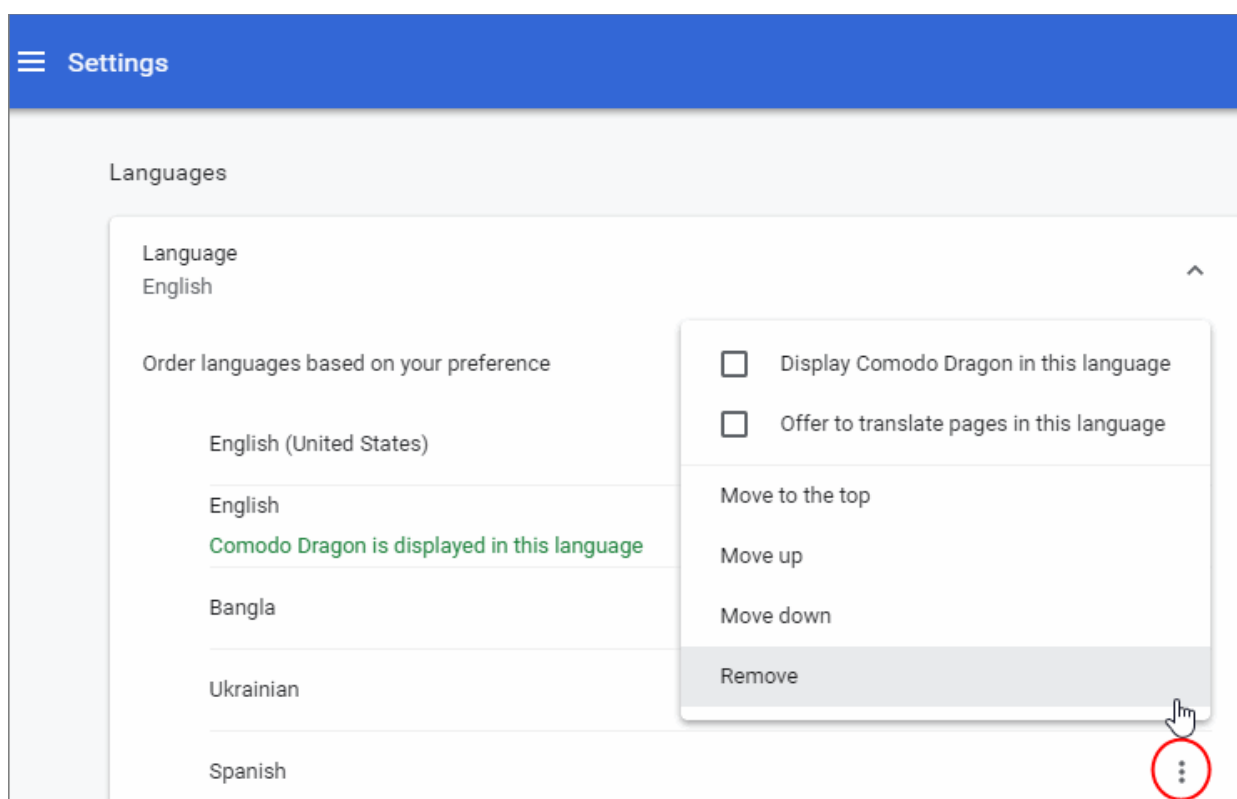 Settings
Languages
Language
English
Order languages based on your preference
English (United States)
English
Comodo Dragon is displayed in this language
Bangla
Ukrainian
Spanish
Display Comodo Dragon in this language
Offer to translate pages in this language
Move to the top
Move up
Move down
Remove